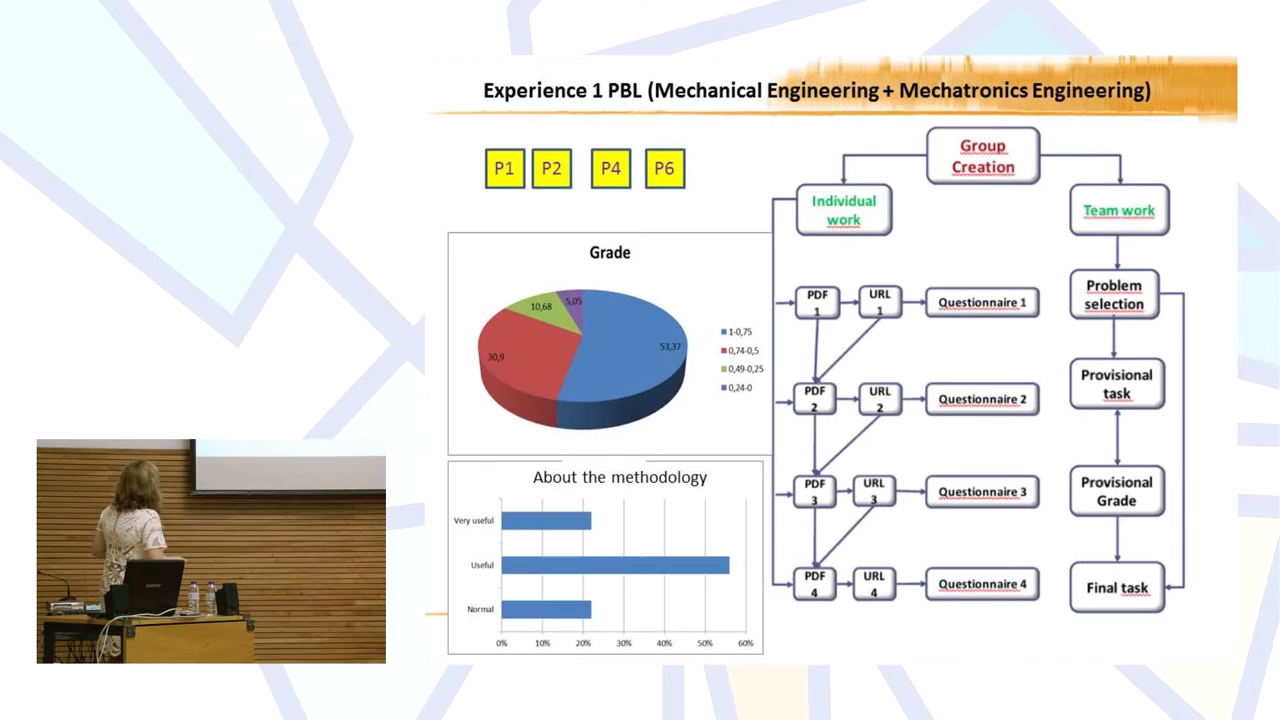 Experience 1 PBL (Mechanical Engineering + Mechatronics Engineering)
P1 P2 P4 P6
Grade
5,05
10,68
53,37
30,9
1-0,75
0,74-0,5
0,49-0,25
0,24-0
About the methodology
Very useful
Useful
Normal
0% 10% 20% 30% 40% 50% 60%
Group
Creation
Individual
work
Team work
PDF
1
URL
1
Questionnaire 1
PDF
2
URL
2
Questionnaire 2
PDF
3
URL
3
Questionnaire 3
PDF
4
URL
4
Questionnaire 4
Problem
selection
Provisional
task
Provisional
Grade
Final task